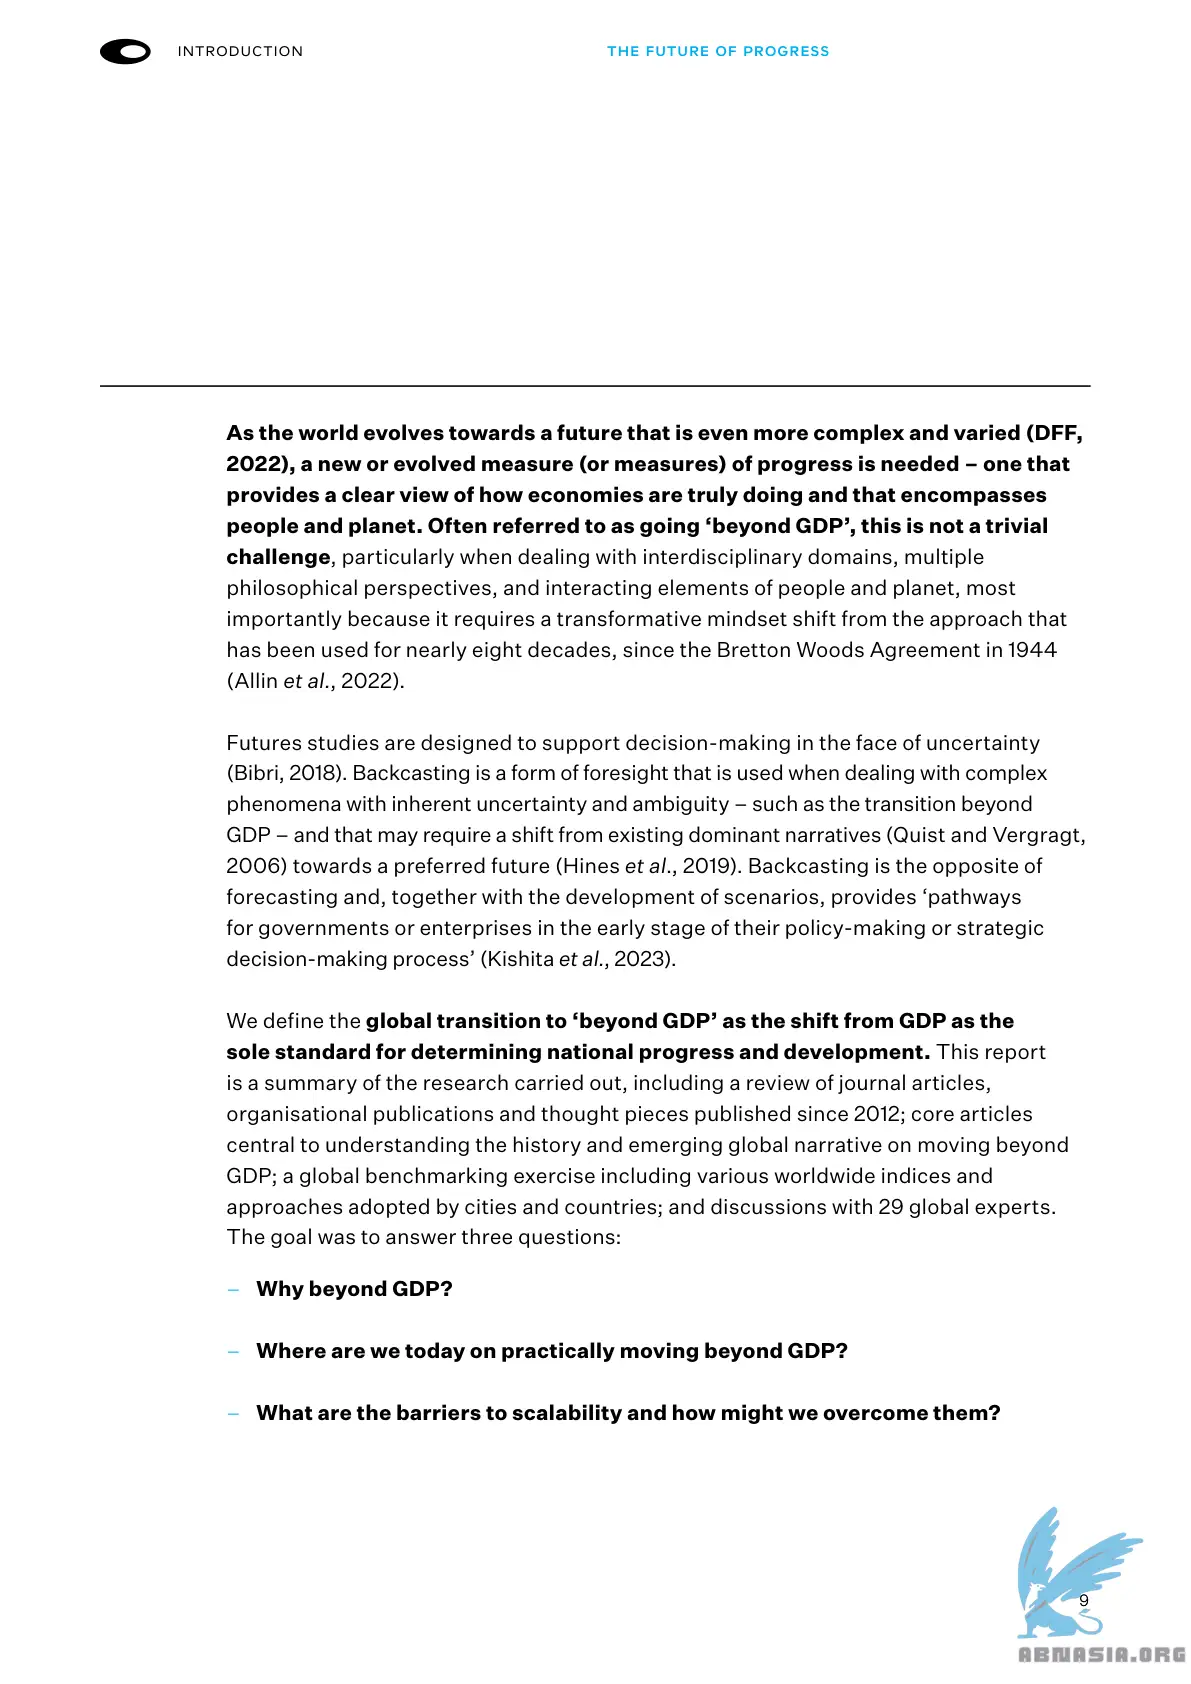 INTRODUCTION
THE FUTURE OF PROGRESS
As the world evolves towards a future that is even more complex and varied (DFF,
2022), a new or evolved measure (or measures) of progress is needed – one that
provides a clear view of how economies are truly doing and that encompasses
people and planet. Often referred to as going ‘beyond GDP’, this is not a trivial
challenge, particularly when dealing with interdisciplinary domains, multiple
philosophical perspectives, and interacting elements of people and planet, most
importantly because it requires a transformative mindset shift from the approach that
has been used for nearly eight decades, since the Bretton Woods Agreement in 1944
(Allin et al., 2022).
Futures studies are designed to support decision-making in the face of uncertainty
(Bibri, 2018). Backcasting is a form of foresight that is used when dealing with complex
phenomena with inherent uncertainty and ambiguity – such as the transition beyond
GDP – and that may require a shift from existing dominant narratives (Quist and Vergragt,
2006) towards a preferred future (Hines et al., 2019). Backcasting is the opposite of
forecasting and, together with the development of scenarios, provides ‘pathways
for governments or enterprises in the early stage of their policy-making or strategic
decision-making process’ (Kishita et al., 2023).
We define the global transition to ‘beyond GDP’ as the shift from GDP as the
sole standard for determining national progress and development. This report
is a summary of the research carried out, including a review of journal articles,
organisational publications and thought pieces published since 2012; core articles
central to understanding the history and emerging global narrative on moving beyond
GDP; a global benchmarking exercise including various worldwide indices and
approaches adopted by cities and countries; and discussions with 29 global experts.
The goal was to answer three questions:
– Why beyond GDP?
– Where are we today on practically moving beyond GDP?
– What are the barriers to scalability and how might we overcome them?
9
ABNASIA.ORG